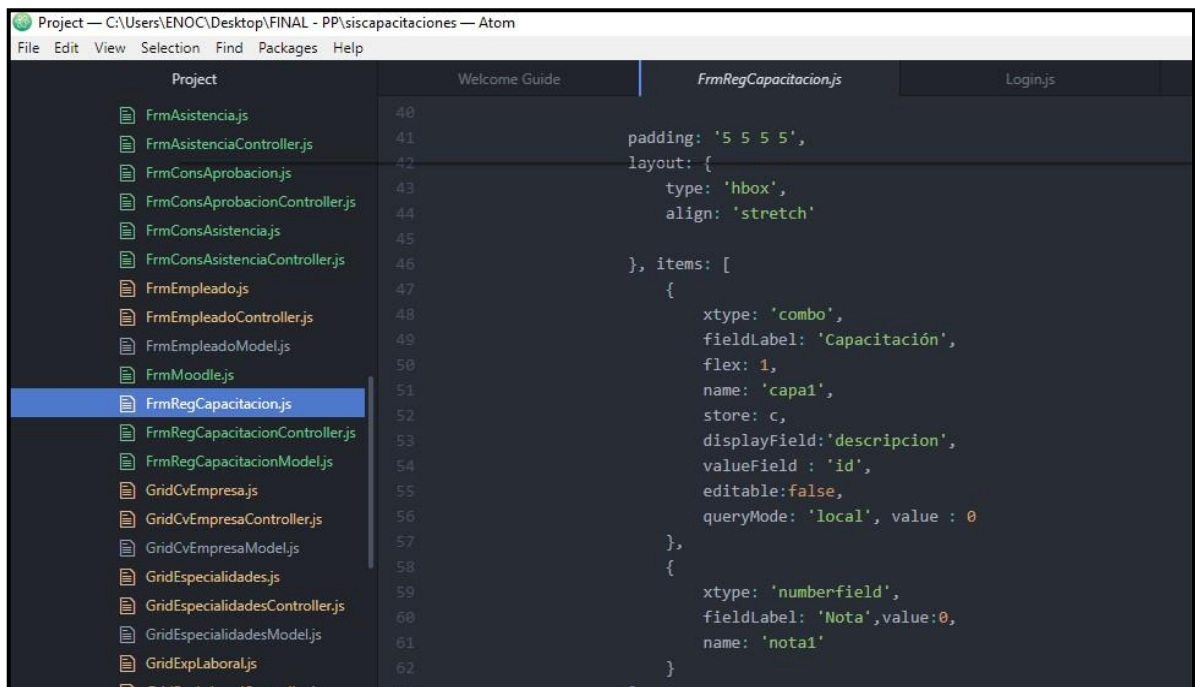 Project — C:\Users\ENOC\Desktop\FINAL - PP\siscapacitaciones — Atom
File Edit View Selection Find Packages Help
Project
FrmAsistencia.js
FrmAsistenciaController.js
FrmConsAprobacion.js
FrmConsAprobacionController.js
FrmConsAsistencia.js
FrmConsAsistenciaController.js
FrmEmpleado.js
FrmEmpleadoController.js
FrmEmpleadoModel.js
FrmMoodle.js
FrmRegCapacitacion.js
FrmRegCapacitacionController.js
FrmRegCapacitacionModel.js
GridCvEmpresa.js
GridCvEmpresaController.js
GridCvEmpresaModel.js
GridEspecialidades.js
GridEspecialidadesController.js
GridEspecialidadesModel.js
GridExpLaboral.js
Welcome Guide FrmRegCapacitacion.js Login.js
40
41 padding: '5 5 5 5',
42 layout: {
43 type: 'hbox',
44 align: 'stretch'
45
46 }, items: [
47 {
48 xtype: 'combo',
49 fieldLabel: 'Capacitación',
50 flex: 1,
51 name: 'capa1',
52 store: c,
53 displayField:'descripcion',
54 valueField : 'id',
55 editable:false,
56 queryMode: 'local', value : 0
57 },
58 {
59 xtype: 'numberfield',
60 fieldLabel: 'Nota',value:0,
61 name: 'nota1'
62 }